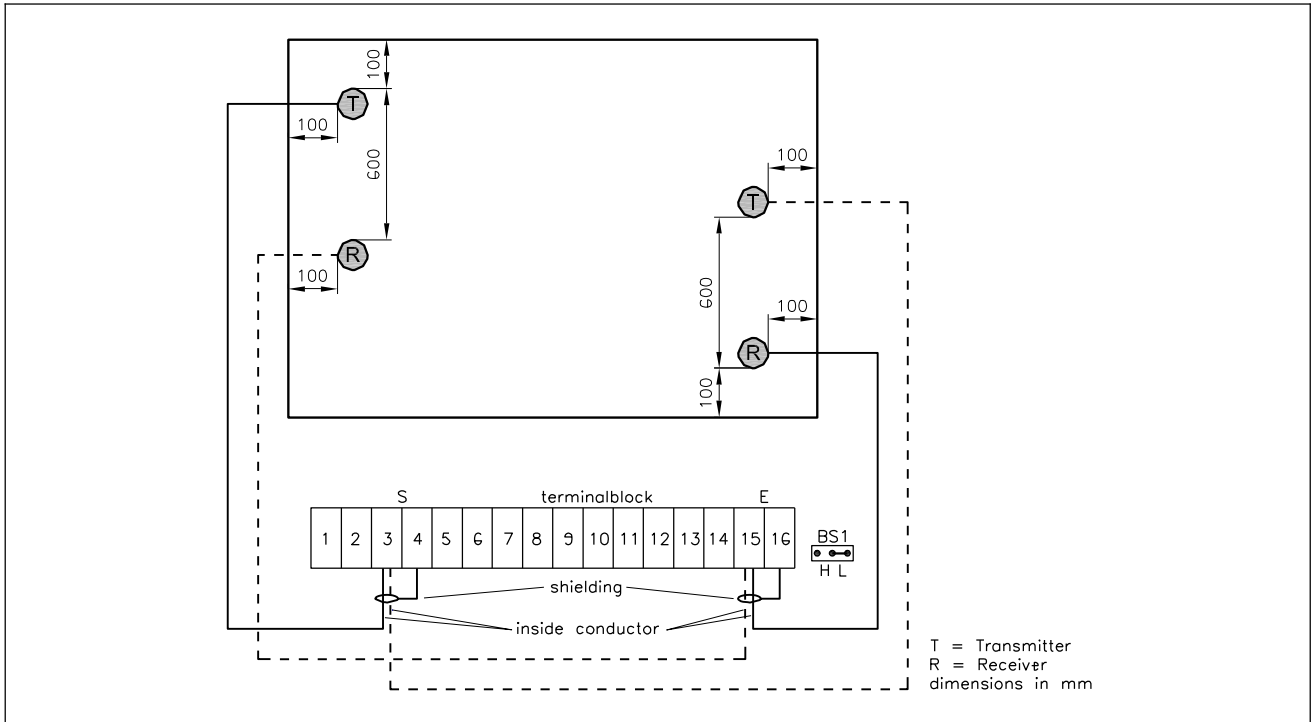 100
T
100
600
100
T
R
100
600
100
R
100
S terminalblock E
1 2 3 4 5 6 7 8 9 10 11 12 13 14 15 16
BS1
H L
shielding
inside conductor
T = Transmitter
R = Receiver
dimensions in mm